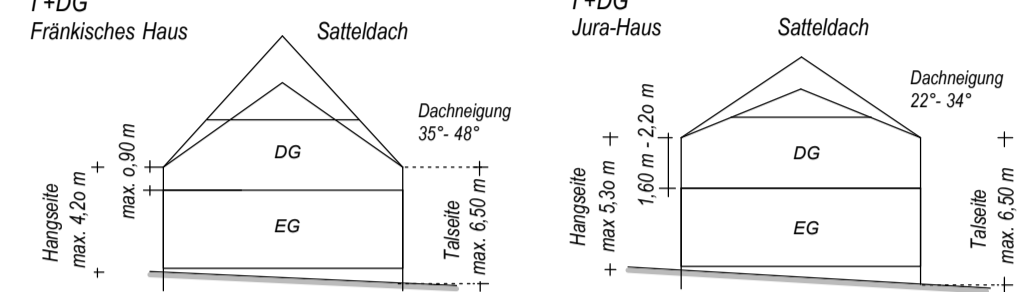 I+DG
Fränkisches Haus
Satteldach
Dachneigung
35°- 48°
max. 0,90 m
DG
EG
Hangseite
max. 4,20 m
Talseite
max. 6,50 m
I+DG
Jura-Haus
Satteldach
Dachneigung
22°- 34°
1,60 m - 2,20 m
DG
EG
Hangseite
max 5,30 m
Talseite
max. 6,50 m